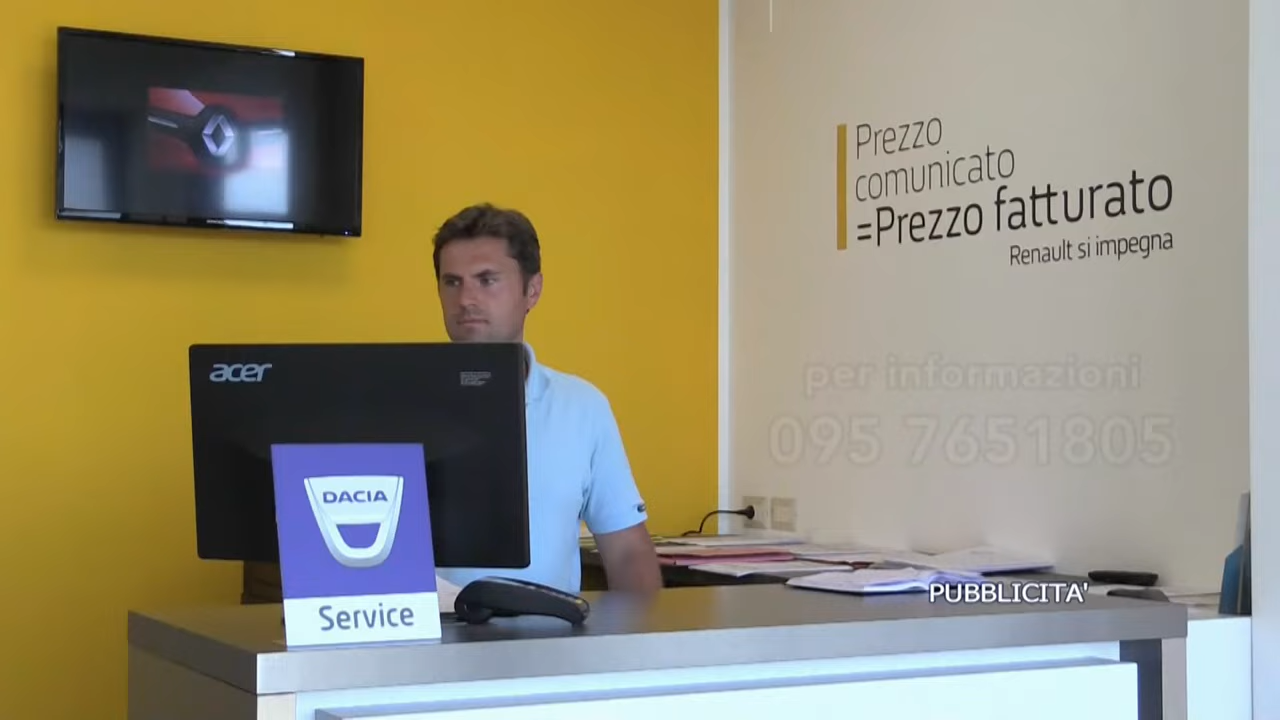 Prezzo
comunicato
=Prezzo fatturato
Renault si impegna
acer
per informazioni
095 7651805
DACIA
Service
PUBBLICITA'